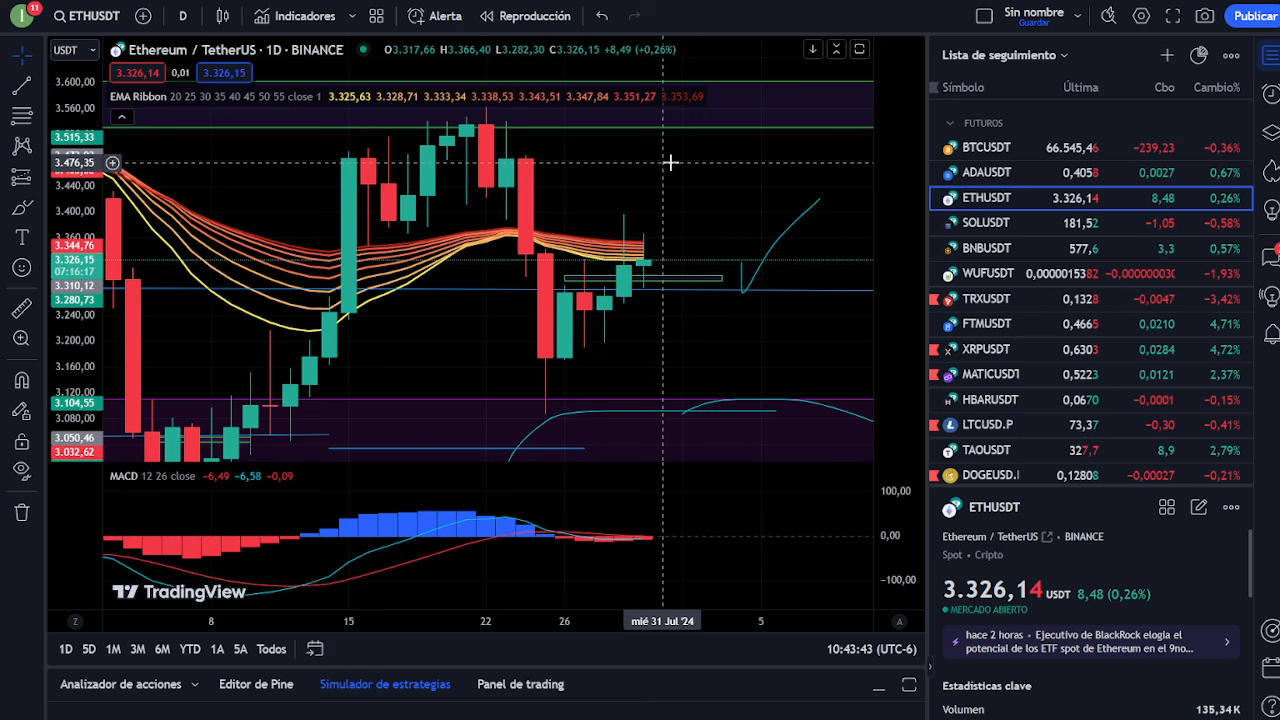 11
ETHUSDT
D
Indicadores
Alerta
Reproducción
Sin nombre
Guardar
Publicar
USDT
Ethereum / TetherUS · 1D · BINANCE
O3.317,66 H3.366,40 L3.282,30 C3.326,15 +8,49 (+0,26%)
3.326,14
0,01
3.326,15
EMA Ribbon 20 25 30 35 40 45 50 55 close 1 3.325,63 3.328,71 3.333,34 3.338,53 3.343,51 3.347,84 3.351,27 3.353,69
3.600,00
3.560,00
3.515,33
3.476,35
3.440,00
3.400,00
3.360,00
3.344,76
3.326,15
07:16:17
3.310,12
3.280,73
3.240,00
3.200,00
3.160,00
3.120,00
3.104,55
3.080,00
3.050,46
3.032,62
MACD 12 26 close −6,49 −6,58 −0,09
100,00
0,00
−100,00
TradingView
Z
8
15
22
26
mié 31 Jul '24
5
A
1D 5D 1M 3M 6M YTD 1A 5A Todos
10:43:43 (UTC-6)
Analizador de acciones
Editor de Pine
Simulador de estrategias
Panel de trading
Lista de seguimiento
Símbolo Última Cbo Cambio%
FUTUROS
BTCUSDT 66.545,46 −239,23 −0,36%
ADAUSDT 0,4058 0,0027 0,67%
ETHUSDT 3.326,14 8,48 0,26%
SOLUSDT 181,52 −1,05 −0,58%
BNBUSDT 577,6 3,3 0,57%
WUFUSDT 0,0000015382 −0,000000030 −1,93%
TRXUSDT 0,1328 −0,0047 −3,42%
FTMUSDT 0,4665 0,0210 4,71%
XRPUSDT 0,6303 0,0284 4,72%
MATICUSDT 0,5223 0,0121 2,37%
HBARUSDT 0,0670 −0,0001 −0,15%
LTCUSD.P 73,37 −0,30 −0,41%
TAOUSDT 327,7 8,9 2,79%
DOGEUSD.I 0,12808 −0,00027 −0,21%
ETHUSDT
Ethereum / TetherUS • BINANCE
Spot • Cripto
3.326,14 USDT 8,48 (0,26%)
MERCADO ABIERTO
hace 2 horas • Ejecutivo de BlackRock elogia el
potencial de los ETF spot de Ethereum en el 9no...
Estadísticas clave
Volumen 135,34K